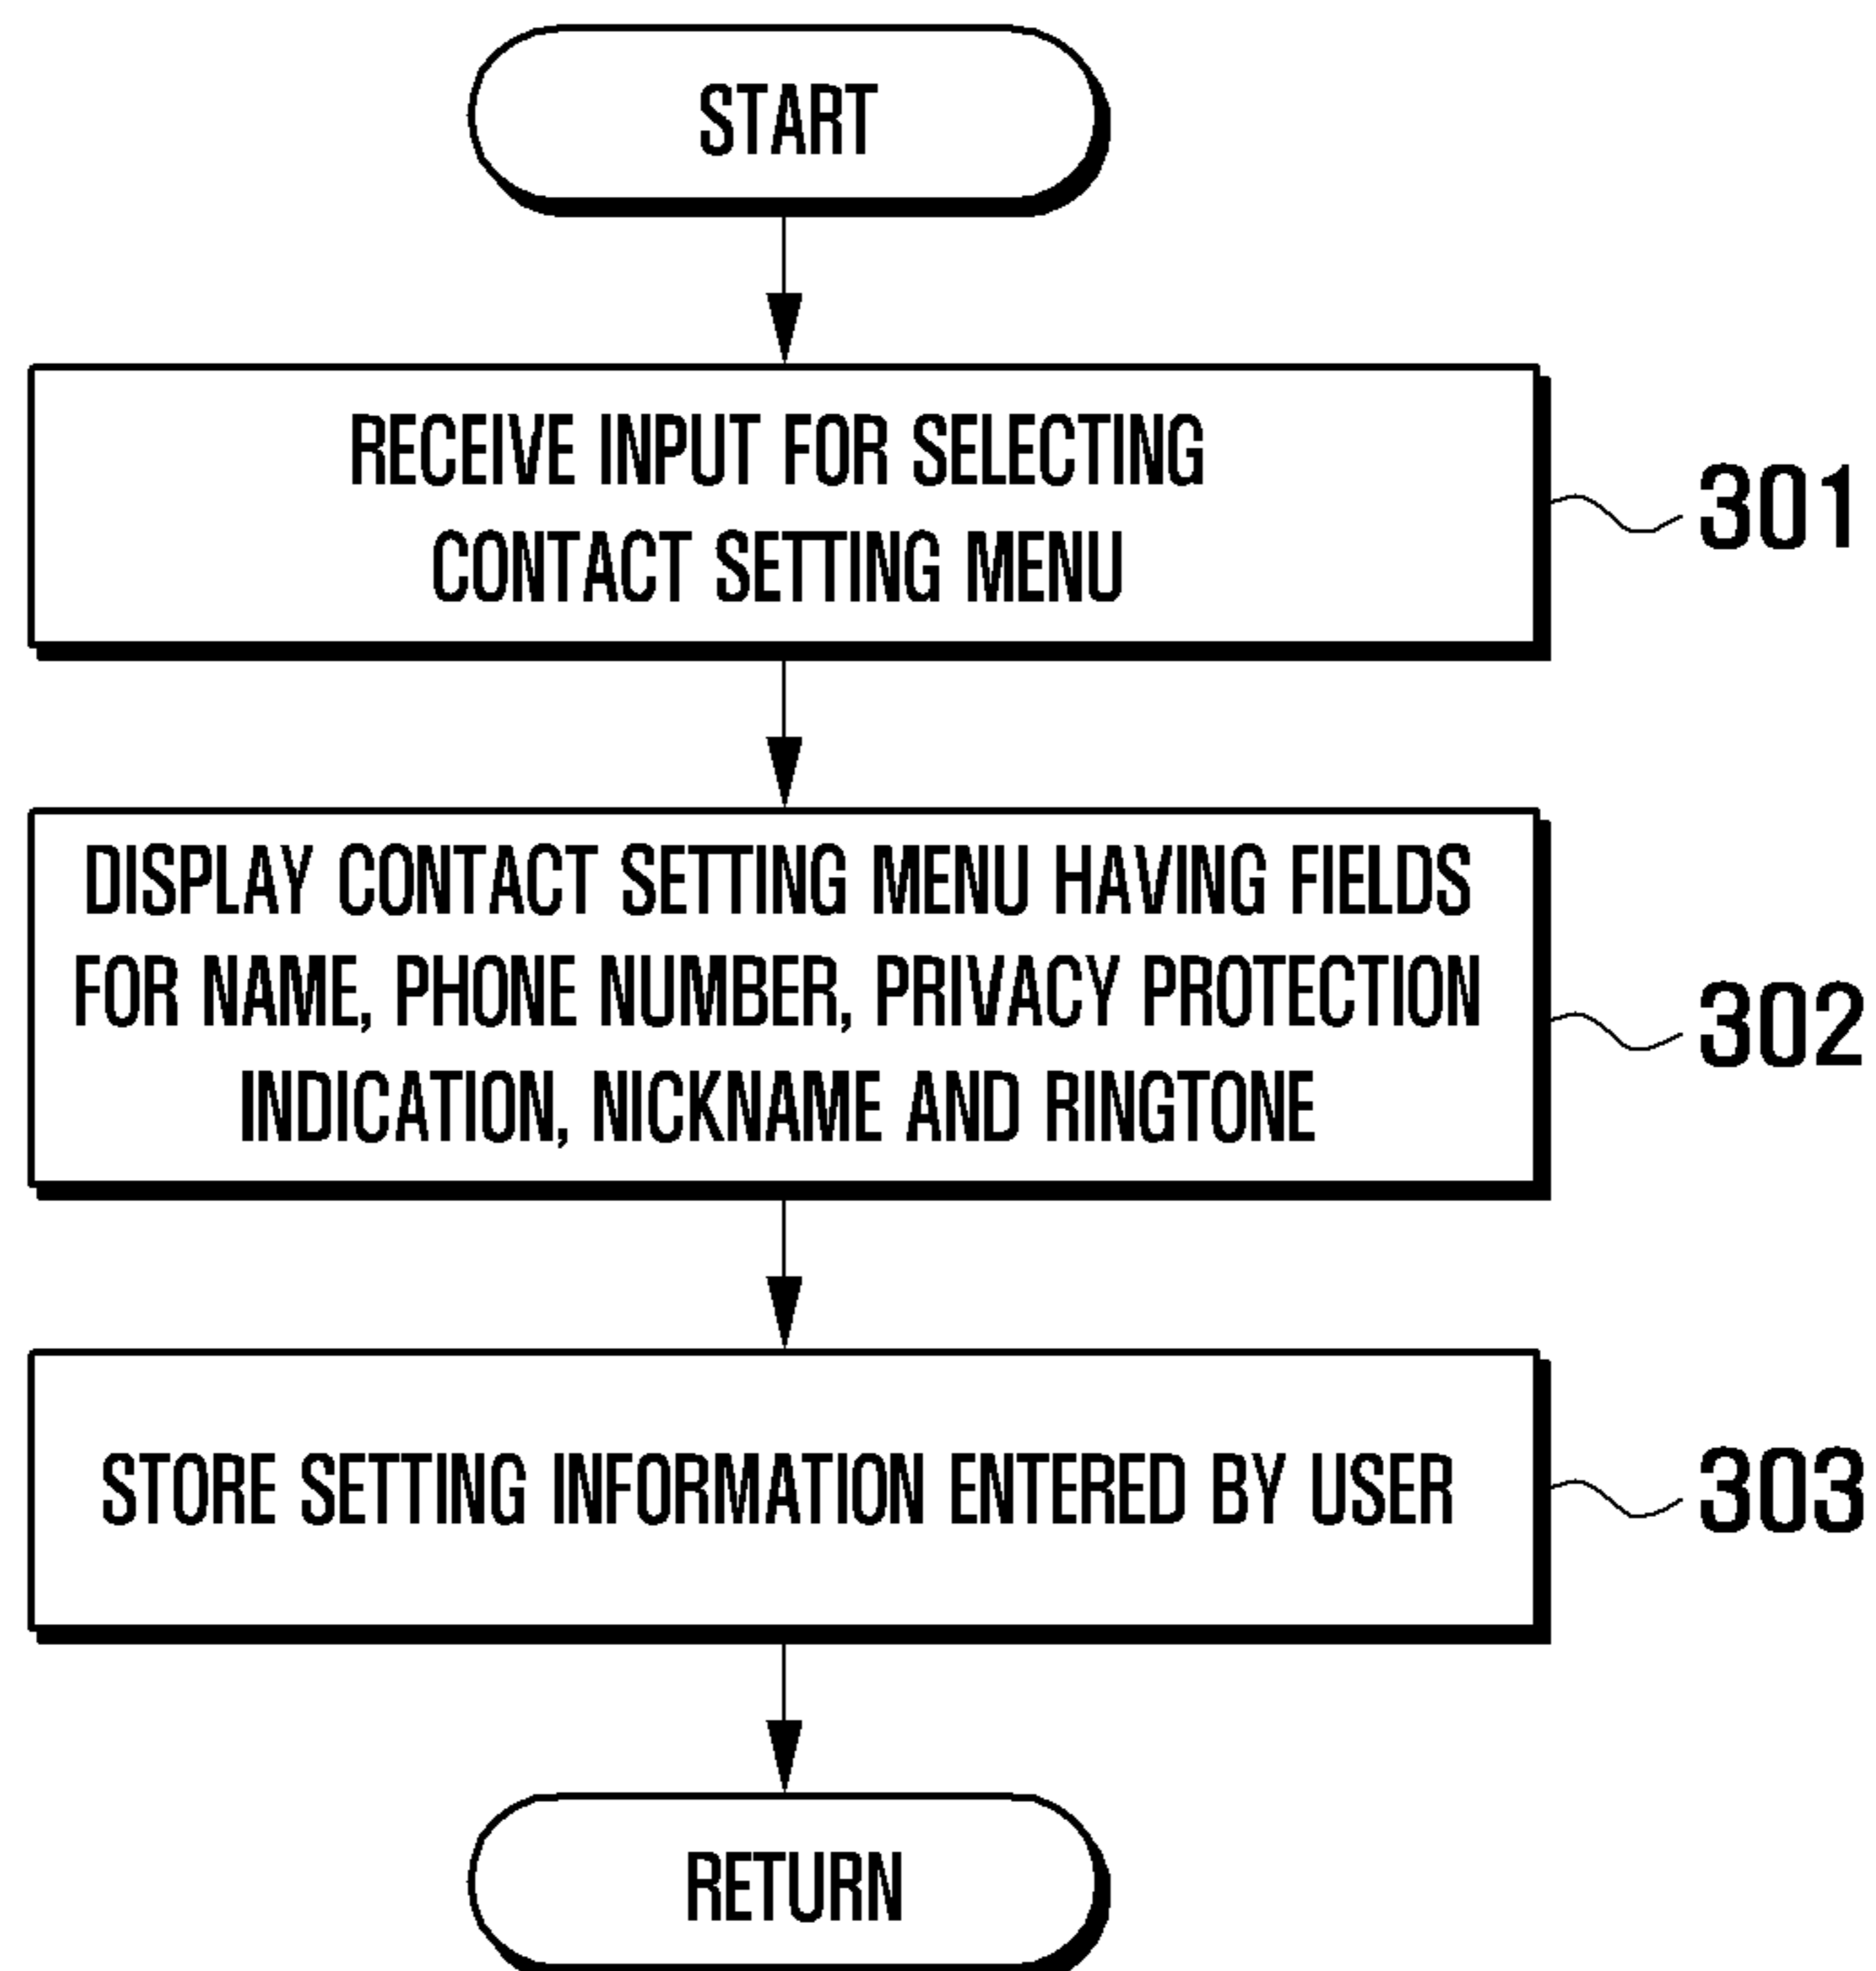 START
RECEIVE INPUT FOR SELECTING
CONTACT SETTING MENU
301
DISPLAY CONTACT SETTING MENU HAVING FIELDS
FOR NAME, PHONE NUMBER, PRIVACY PROTECTION
INDICATION, NICKNAME AND RINGTONE
302
STORE SETTING INFORMATION ENTERED BY USER
303
RETURN